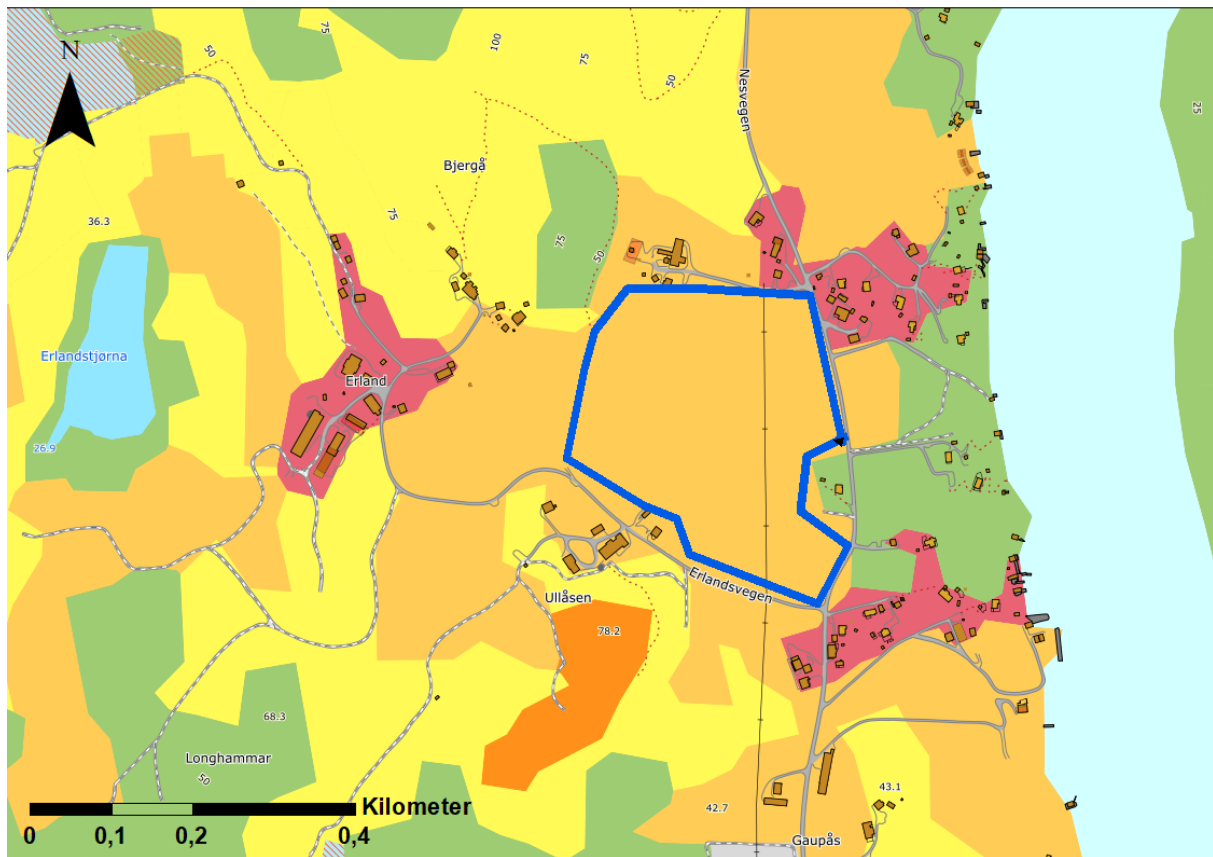 75
50
N
100
75
50
Nesvegen
25
Bjergå
36.3
75
75
50
Erlandstjørna
Erland
26.9
Erlandsvegen
Ullåsen
78.2
68.3
Longhammar
50
Kilometer
0 0,1 0,2 0,4
42.7
43.1
Gaupås